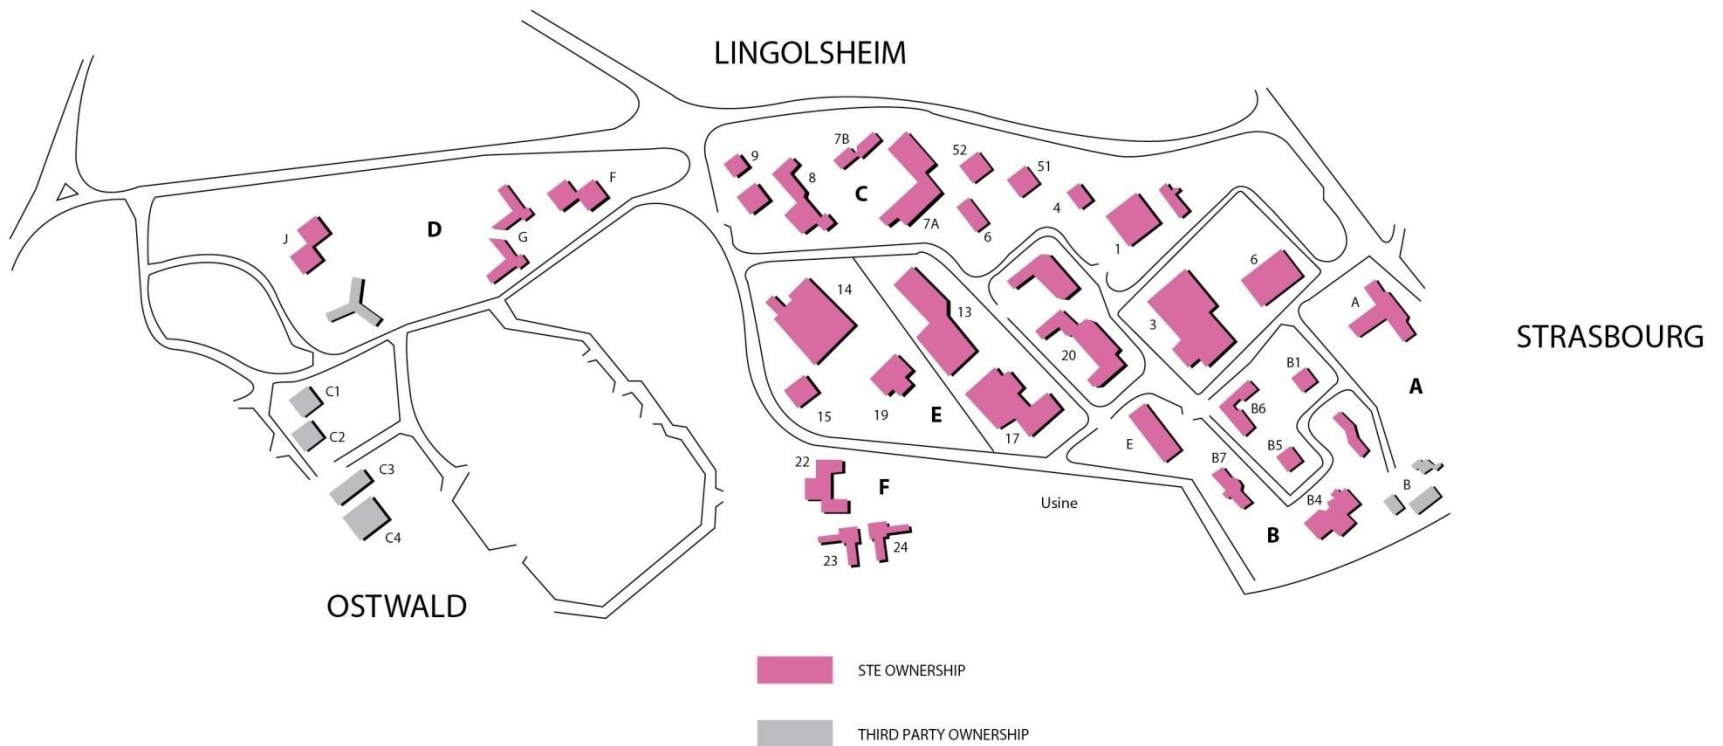 LINGOLSHEIM
STRASBOURG
OSTWALD
9
8
7B
C
7A
52
51
6
4
1
F
G
D
J
C1
C2
C3
C4
14
13
15
19
E
17
20
3
6
A
A
B1
B6
B5
B7
E
B4
B
B
22
F
23
24
Usine
STE OWNERSHIP
THIRD PARTY OWNERSHIP